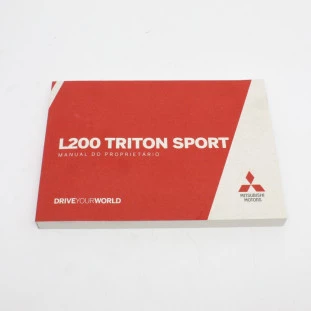 L200 TRITON SPORT
MANUAL DO PROPRIETÁRIO
DRIVEYOURWORLD
MITSUBISHI
MOTORS